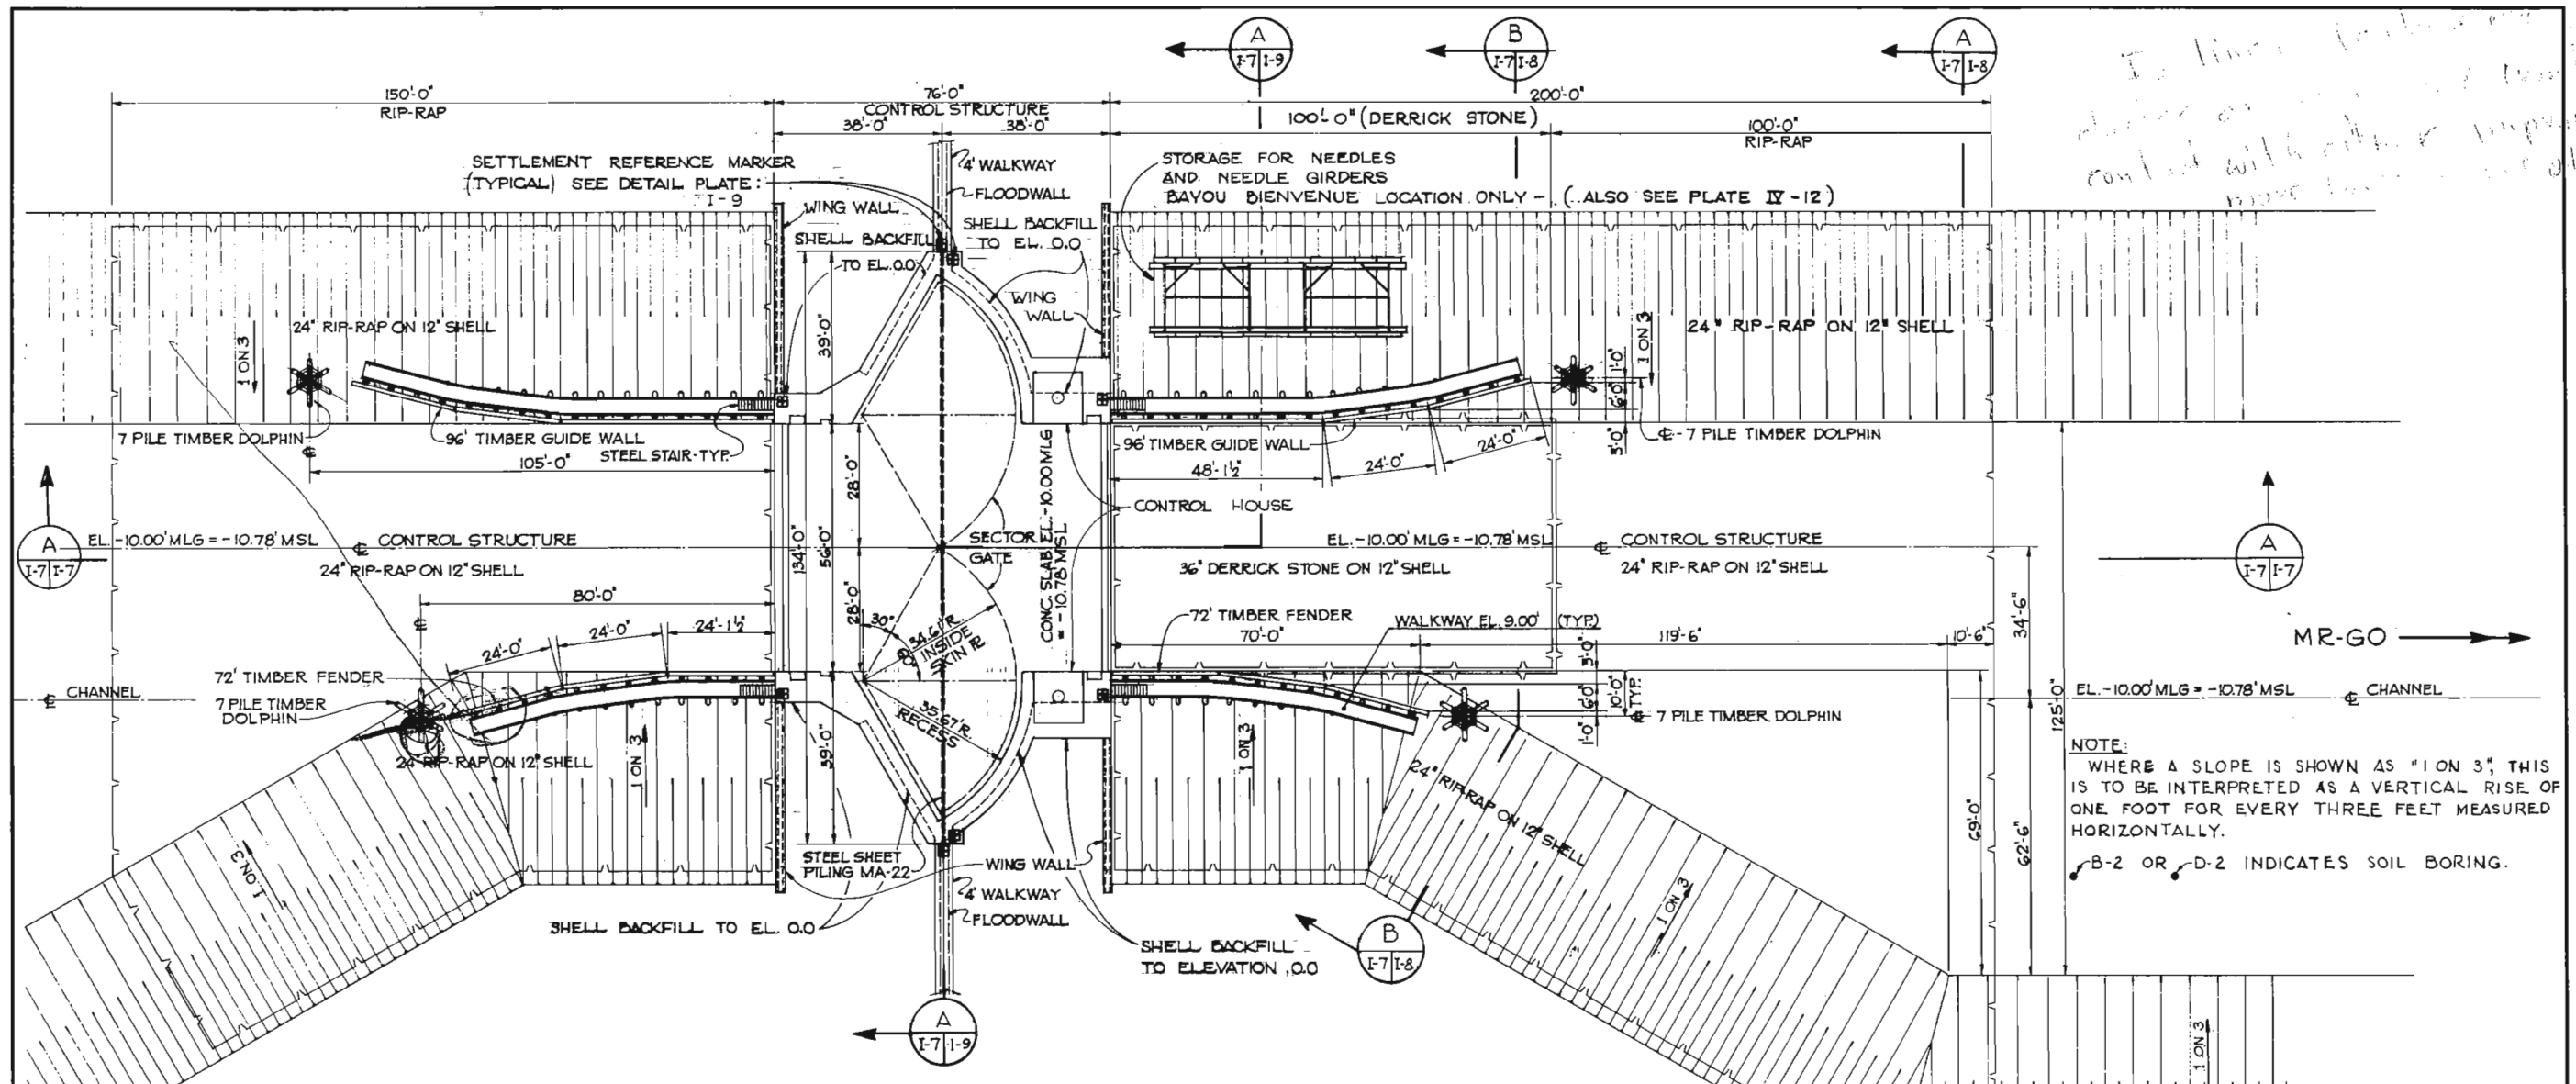 A
I-7 I-9
B
I-7 I-8
A
I-7 I-8
150'-0"
RIP-RAP
76'-0"
CONTROL STRUCTURE
38'-0"
38'-0"
200'-0"
100'-0" (DERRICK STONE)
100'-0"
RIP-RAP
SETTLEMENT REFERENCE MARKER
(TYPICAL) SEE DETAIL PLATE:
I-9
4' WALKWAY
FLOODWALL
STORAGE FOR NEEDLES
AND NEEDLE GIRDERS
BAYOU BIENVENUE LOCATION ONLY - (ALSO SEE PLATE IV-12)
contact with either
WING WALL
SHELL BACKFILL
TO EL. 0.0
SHELL BACKFILL
TO EL. 0.0
WING
WALL
39'-0"
24" RIP-RAP ON 12" SHELL
1 ON 3
24" RIP-RAP ON 12" SHELL
1 ON 3
1'-0"
6'-0"
5'-0"
7 PILE TIMBER DOLPHIN
℄
96' TIMBER GUIDE WALL
STEEL STAIR-TYP.
105'-0"
96' TIMBER GUIDE WALL
48'-1½"
24'-0"
24'-0"
℄ - 7 PILE TIMBER DOLPHIN
28'-0"
28'-0"
56'-0"
134'-0"
CONC. SLAB EL.-10.00 MLG
= -10.78 MSL
CONTROL HOUSE
A
I-7 I-7
EL. -10.00' MLG = -10.78' MSL
℄ CONTROL STRUCTURE
24" RIP-RAP ON 12" SHELL
SECTOR
GATE
EL. -10.00' MLG = -10.78' MSL
36" DERRICK STONE ON 12" SHELL
℄ CONTROL STRUCTURE
24" RIP-RAP ON 12" SHELL
A
I-7 I-7
80'-0"
℄
24'-0"
24'-0"
24'-1½"
30°
60°
34.61' R.
INSIDE
SKIN ℄
72' TIMBER FENDER
70'-0"
WALKWAY EL. 9.00' (TYP.)
119'-6"
10'-6"
34'-6"
MR-GO
3'-0"
6'-0"
1'-0"
10'-0"
TYP.
℄ CHANNEL
72' TIMBER FENDER
7 PILE TIMBER
DOLPHIN
35.67' R.
RECESS
℄ 7 PILE TIMBER DOLPHIN
EL. -10.00' MLG = -10.78' MSL
℄ CHANNEL
125'-0"
24" RIP-RAP ON 12" SHELL
1 ON 3
39'-0"
1 ON 3
24" RIP-RAP ON 12" SHELL
NOTE:
WHERE A SLOPE IS SHOWN AS "1 ON 3", THIS
IS TO BE INTERPRETED AS A VERTICAL RISE OF
ONE FOOT FOR EVERY THREE FEET MEASURED
HORIZONTALLY.
B-2 OR D-2 INDICATES SOIL BORING.
69'-0"
62'-6"
1 ON 3
STEEL SHEET
PILING MA-22
WING WALL
4' WALKWAY
FLOODWALL
SHELL BACKFILL TO EL. 0.0
SHELL BACKFILL
TO ELEVATION 0.0
1 ON 3
B
I-7 I-8
A
I-7 I-9
1 ON 3